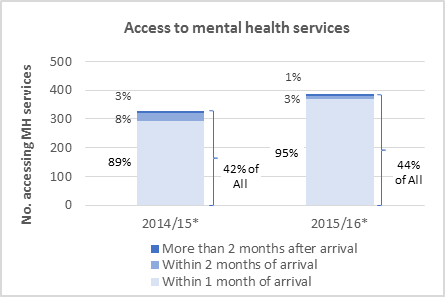 Access to mental health services
No. accessing MH services
500
400
300
200
100
0
3%
8%
89%
42% of
All
1%
3%
95%
44%
of All
2014/15*
2015/16*
More than 2 months after arrival
Within 2 months of arrival
Within 1 month of arrival